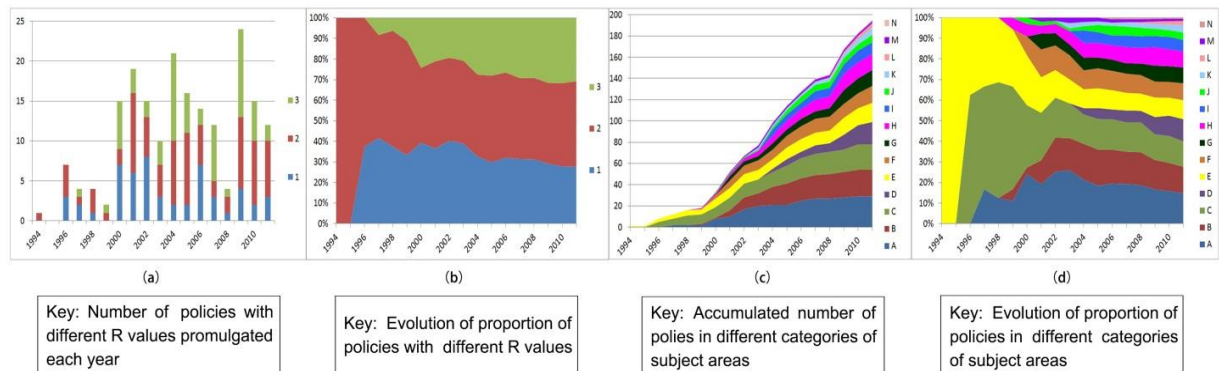 25
20
15
10
5
0
1994
1996
1998
2000
2002
2004
2006
2008
2010
3
2
1
(a)
100%
90%
80%
70%
60%
50%
40%
30%
20%
10%
0%
1994
1996
1998
2000
2002
2004
2006
2008
2010
3
2
1
(b)
200
180
160
140
120
100
80
60
40
20
0
1994
1996
1998
2000
2002
2004
2006
2008
2010
N
M
L
K
J
I
H
G
F
E
D
C
B
A
(c)
100%
90%
80%
70%
60%
50%
40%
30%
20%
10%
0%
1994
1996
1998
2000
2002
2004
2006
2008
2010
N
M
L
K
J
I
H
G
F
E
D
C
B
A
(d)
Key: Number of policies with
different R values promulgated
each year
Key: Evolution of proportion of
policies with different R values
Key: Accumulated number of
polies in different categories of
subject areas
Key: Evolution of proportion of
policies in different categories
of subject areas